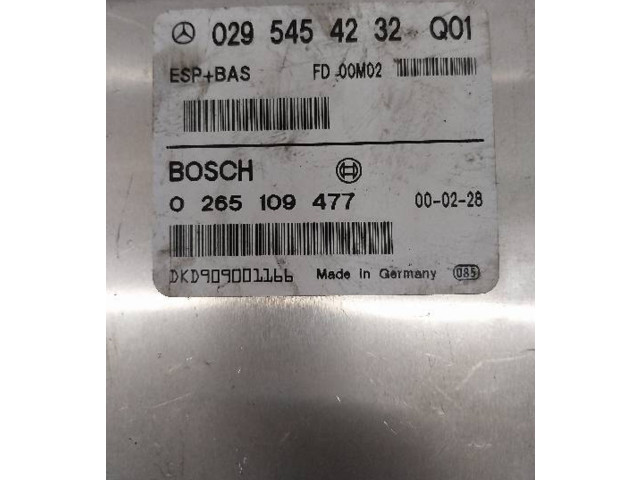 029 545 42 32 Q01
ESP+BAS FD 00M02
BOSCH
0 265 109 477 00-02-28
DKD909001166 Made in Germany 085